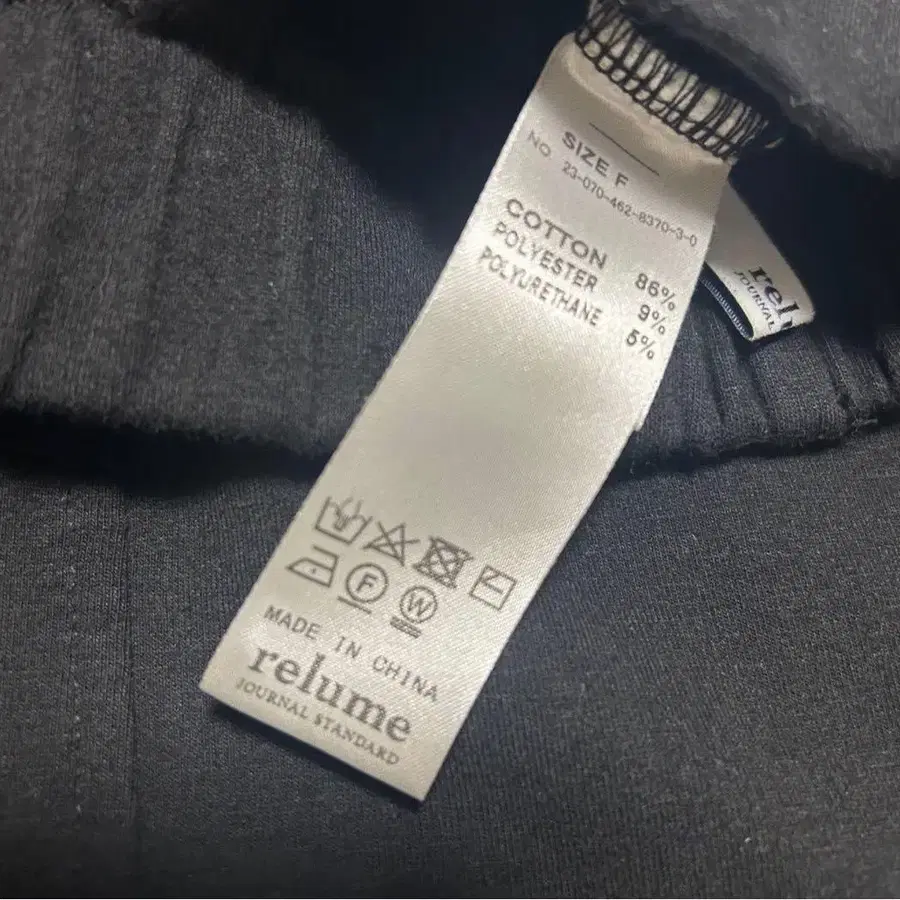 SIZE F
NO 23-070-462-8370-3-0
COTTON 86%
POLYESTER 9%
POLYURETHANE 5%
F W
MADE IN CHINA
relume
JOURNAL STANDARD
relu
JOURNAL